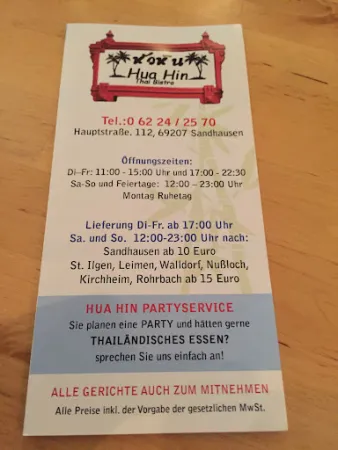 หัวหิน
Hua Hin
Thai Bistro
Tel.:0 62 24 / 25 70
Hauptstraße. 112, 69207 Sandhausen
Öffnungszeiten:
Di-Fr: 11:00 - 15:00 Uhr und 17:00 - 22:30
Sa-So und Feiertage: 12:00 – 23:00 Uhr
Montag Ruhetag
Lieferung Di-Fr. ab 17:00 Uhr
Sa. und So. 12:00-23:00 Uhr nach:
Sandhausen ab 10 Euro
St. Ilgen, Leimen, Walldorf, Nußloch,
Kirchheim, Rohrbach ab 15 Euro
HUA HIN PARTYSERVICE
Sie planen eine PARTY und hätten gerne
THAILÄNDISCHES ESSEN?
sprechen Sie uns einfach an!
ALLE GERICHTE AUCH ZUM MITNEHMEN
Alle Preise inkl. der Vorgabe der gesetzlichen MwSt.